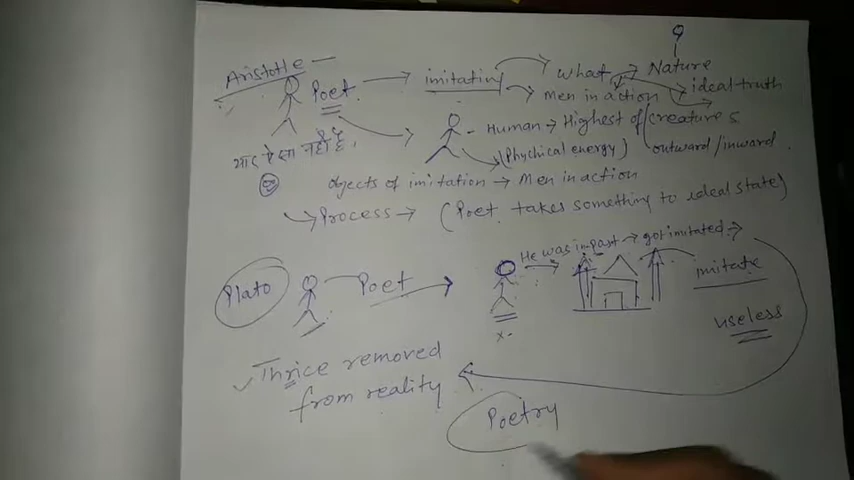 Aristotle —
Poet → imitating → what → Nature
Men in action → ideal truth
Human → Highest of creatures
(Phychical energy) outward/inward.
ऐसा नहीं है।
objects of imitation → Men in action
→ Process → (Poet takes something to ideal state)
He was in past → got imitated →
Plato Poet → imitate
useless
Thrice removed
from reality
Poetry